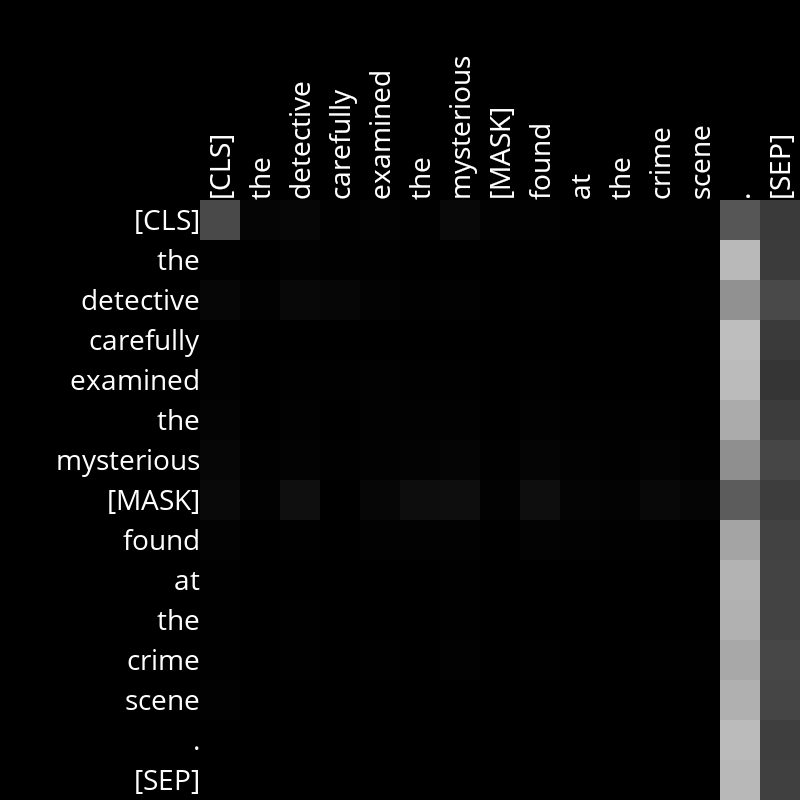 [CLS] the detective carefully examined the mysterious [MASK] found at the crime scene . [SEP]
[CLS]
the
detective
carefully
examined
the
mysterious
[MASK]
found
at
the
crime
scene
.
[SEP]